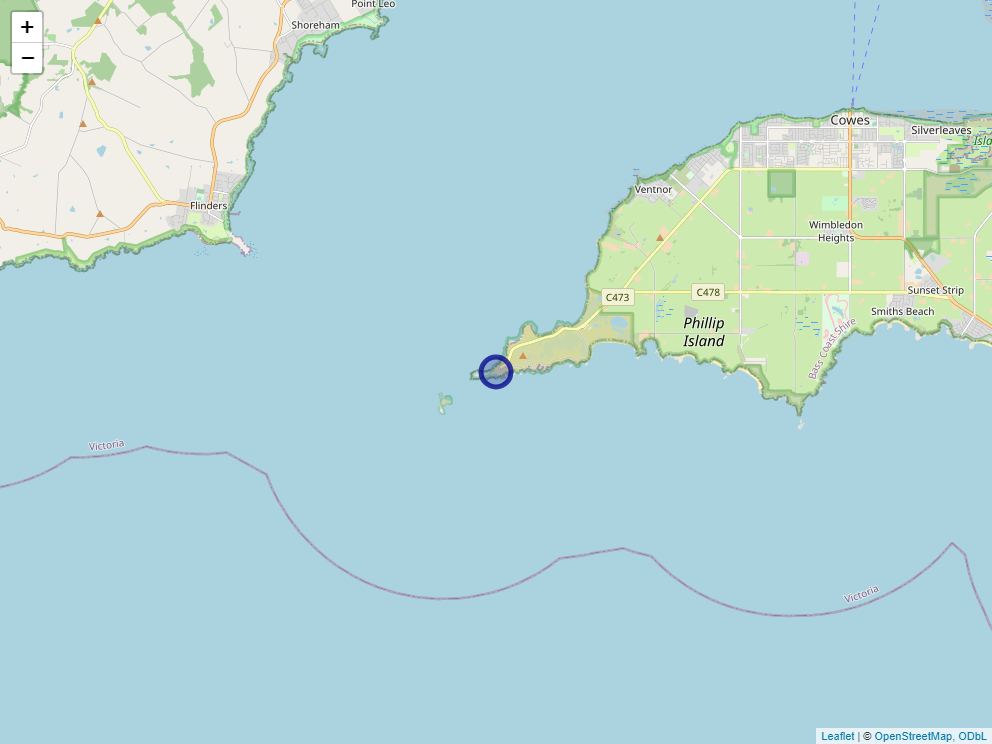 Point Leo
+
Shoreham
−
Cowes
Silverleaves
Ventnor
Flinders
Wimbledon
Heights
C473
C478
Sunset Strip
Smiths Beach
Phillip
Island
Bass Coast Shire
Victoria
Victoria
Leaflet | © OpenStreetMap, ODbL